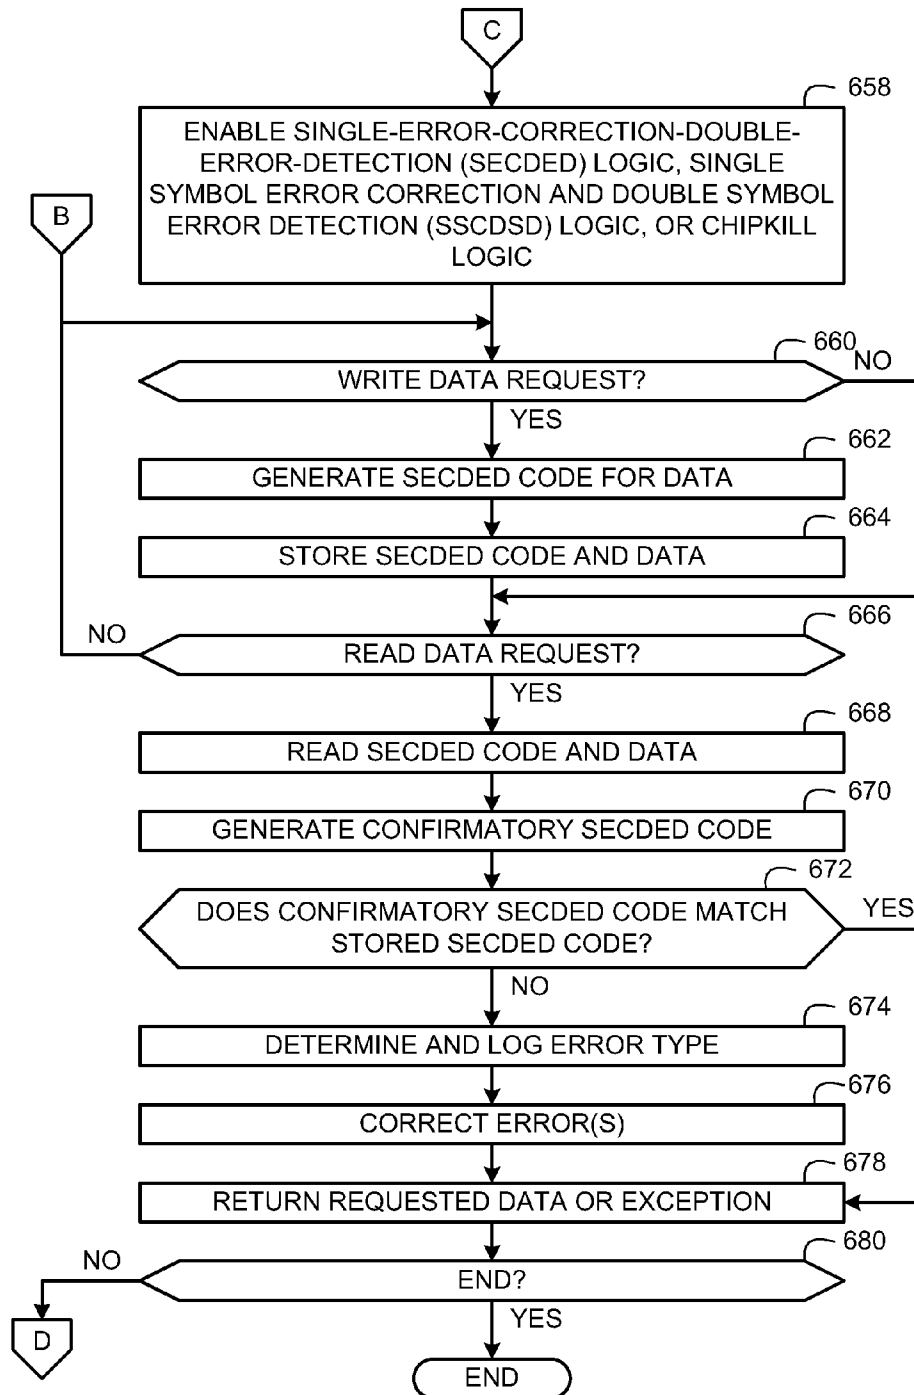 C
658
ENABLE SINGLE-ERROR-CORRECTION-DOUBLE-
ERROR-DETECTION (SECDED) LOGIC, SINGLE
SYMBOL ERROR CORRECTION AND DOUBLE SYMBOL
ERROR DETECTION (SSCDSD) LOGIC, OR CHIPKILL
LOGIC
B
660
WRITE DATA REQUEST?
NO
YES
662
GENERATE SECDED CODE FOR DATA
664
STORE SECDED CODE AND DATA
666
NO
READ DATA REQUEST?
YES
668
READ SECDED CODE AND DATA
670
GENERATE CONFIRMATORY SECDED CODE
672
DOES CONFIRMATORY SECDED CODE MATCH
STORED SECDED CODE?
YES
NO
674
DETERMINE AND LOG ERROR TYPE
676
CORRECT ERROR(S)
678
RETURN REQUESTED DATA OR EXCEPTION
680
NO
END?
YES
D
END